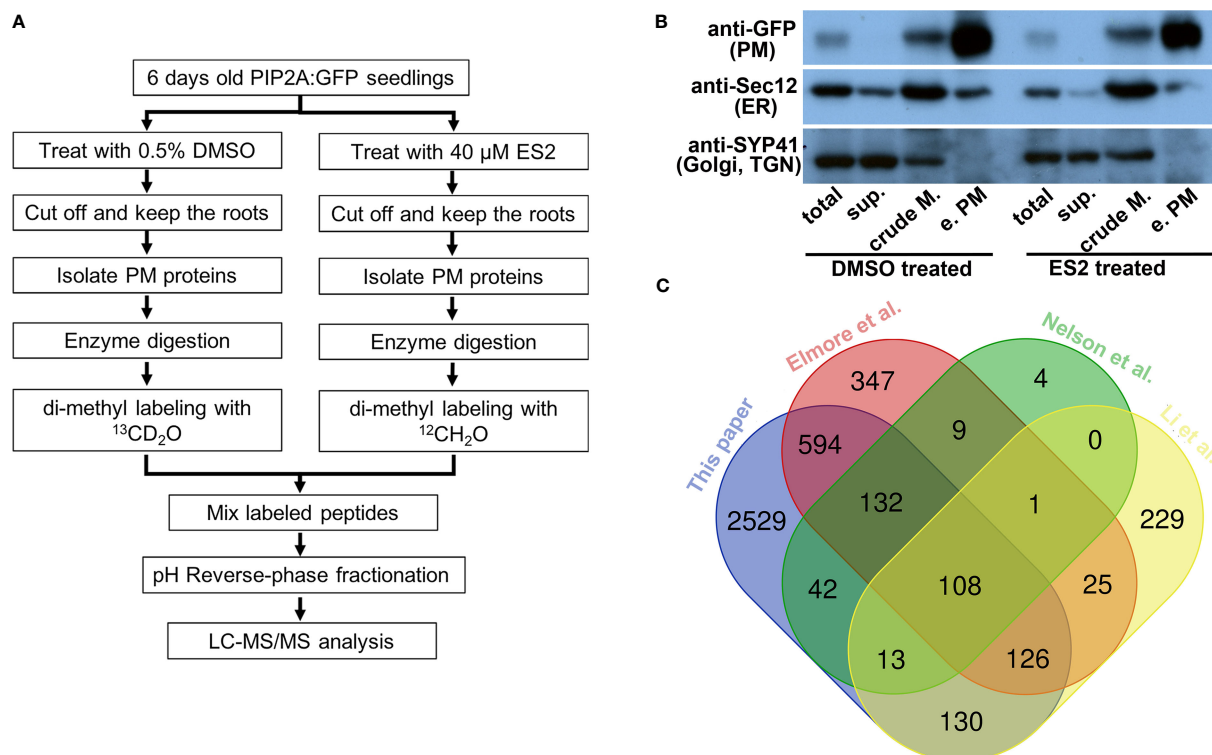 A
6 days old PIP2A:GFP seedlings
Treat with 0.5% DMSO
Treat with 40 µM ES2
Cut off and keep the roots
Cut off and keep the roots
Isolate PM proteins
Isolate PM proteins
Enzyme digestion
Enzyme digestion
di-methyl labeling with
¹³CD₂O
di-methyl labeling with
¹²CH₂O
Mix labeled peptides
pH Reverse-phase fractionation
LC-MS/MS analysis
B
anti-GFP
(PM)
anti-Sec12
(ER)
anti-SYP41
(Golgi, TGN)
total
sup.
crude M.
e. PM
total
sup.
crude M.
e. PM
DMSO treated
ES2 treated
C
This paper
Elmore et al.
Nelson et al.
Li et al.
347
4
594
9
0
2529
132
1
229
42
108
25
13
126
130